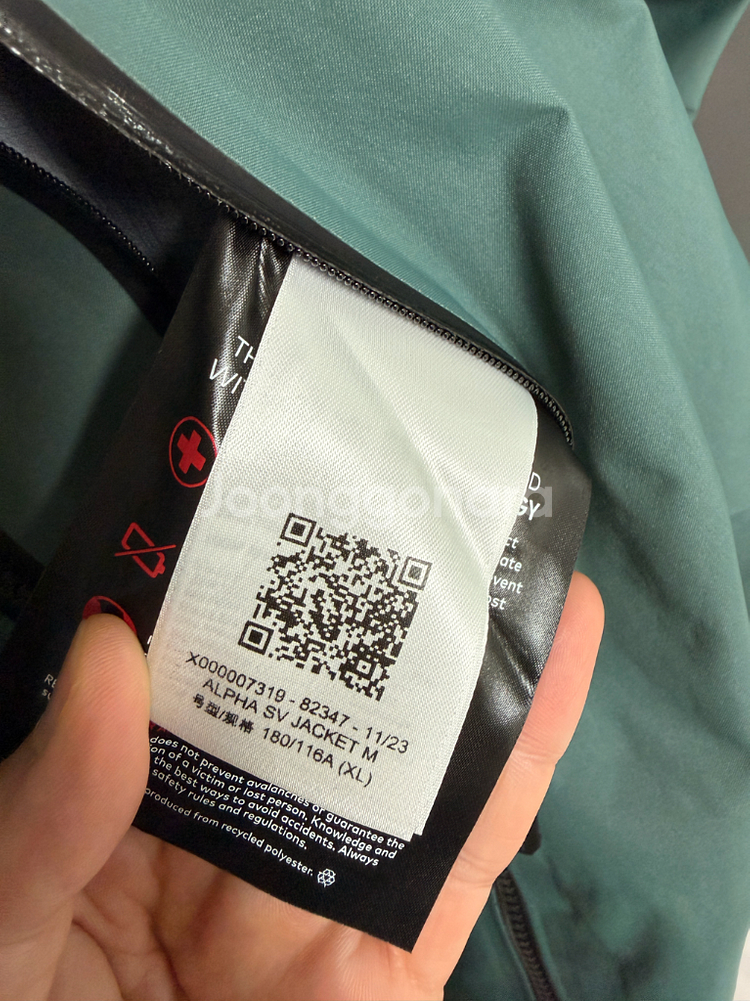 Joonggonara
X000007319 - 82347 - 11/23
ALPHA SV JACKET M
号型/规格 180/116A (XL)
does not prevent avalanches or guarantee the
of a victim or lost person. Knowledge and
the best ways to avoid accidents. Always
safety rules and regulations.
produced from recycled polyester.